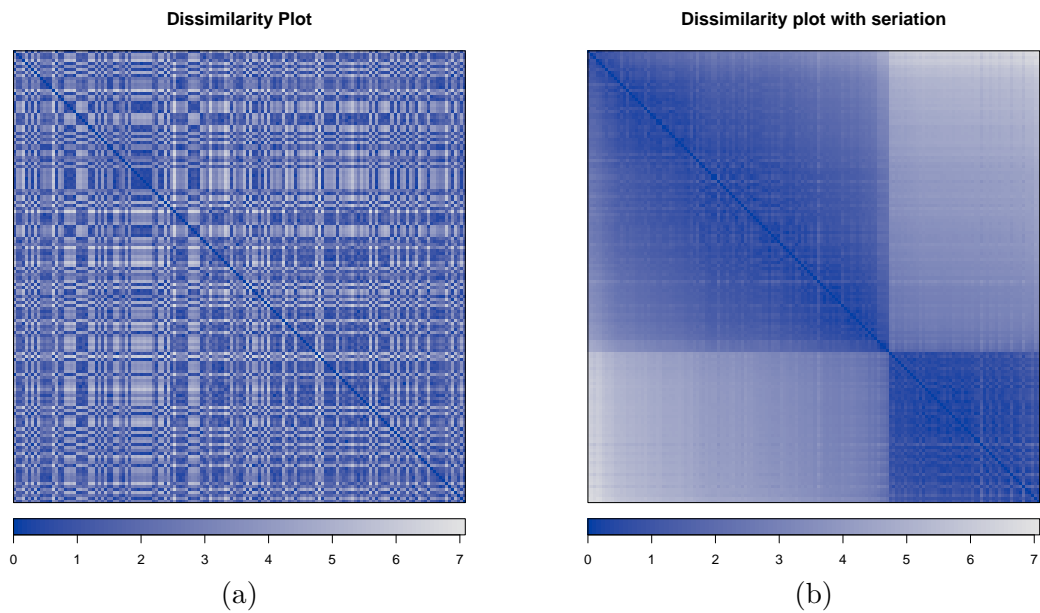 Dissimilarity Plot
0 1 2 3 4 5 6 7
(a)
Dissimilarity plot with seriation
0 1 2 3 4 5 6 7
(b)